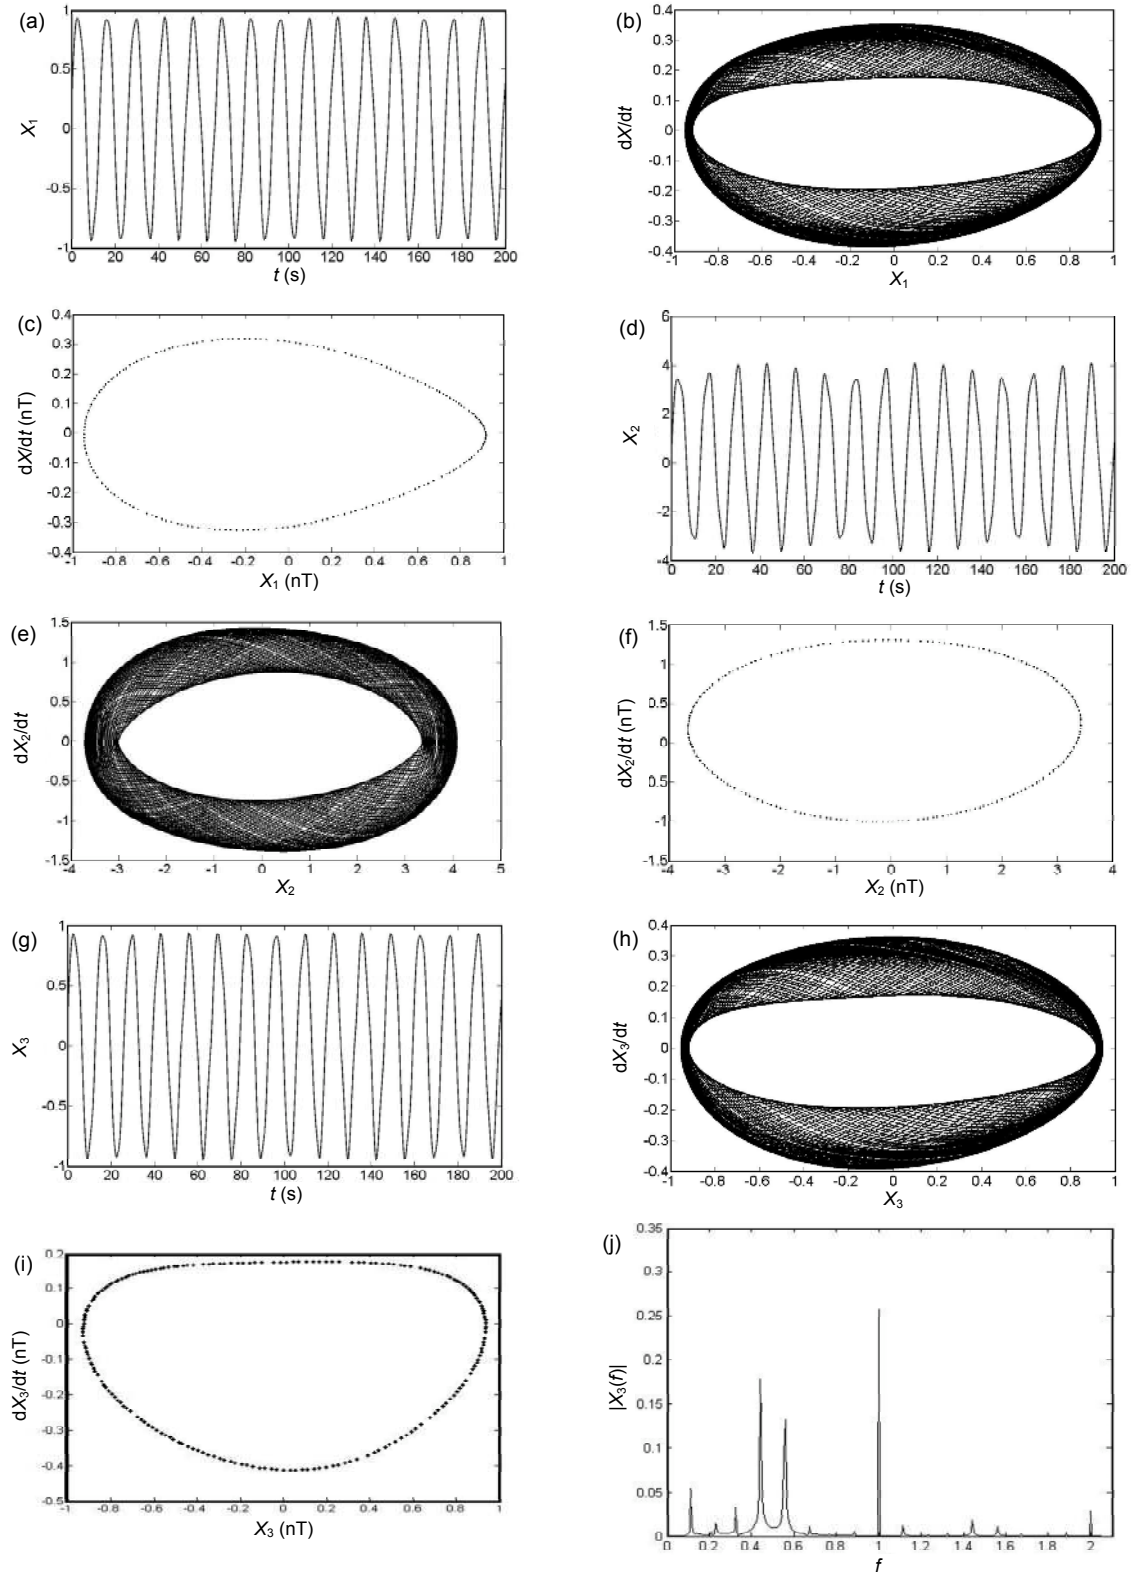 (a)
1
0.5
0
-0.5
-1
X1
0 20 40 60 80 100 120 140 160 180 200
t (s)
(b)
0.4
0.3
0.2
0.1
0
-0.1
-0.2
-0.3
-0.4
dX/dt
-1 -0.8 -0.6 -0.4 -0.2 0 0.2 0.4 0.6 0.8 1
X1
(c)
0.4
0.3
0.2
0.1
0
-0.1
-0.2
-0.3
-0.4
dX/dt (nT)
-1 -0.8 -0.6 -0.4 -0.2 0 0.2 0.4 0.6 0.8 1
X1 (nT)
(d)
6
4
2
0
-2
-4
X2
0 20 40 60 80 100 120 140 160 180 200
t (s)
(e)
1.5
1
0.5
0
-0.5
-1
-1.5
dX2/dt
-4 -3 -2 -1 0 1 2 3 4 5
X2
(f)
1.5
1
0.5
0
0.5
-1
-1.5
dX2/dt (nT)
-4 -3 -2 -1 0 1 2 3 4
X2 (nT)
(g)
1
0.5
0
-0.5
-1
X3
0 20 40 60 80 100 120 140 160 180 200
t (s)
(h)
0.4
0.3
0.2
0.1
0
-0.1
-0.2
-0.3
-0.4
dX3/dt
-1 -0.8 -0.6 -0.4 -0.2 0 0.2 0.4 0.6 0.8 1
X3
(i)
0.2
0.1
0
-0.1
-0.2
-0.3
-0.4
-0.5
dX3/dt (nT)
-1 -0.8 -0.6 -0.4 -0.2 0 0.2 0.4 0.6 0.8 1
X3 (nT)
(j)
0.35
0.3
0.25
0.2
0.15
0.1
0.05
0
|X3(f)|
0 0.2 0.4 0.6 0.8 1 1.2 1.4 1.6 1.8 2
f